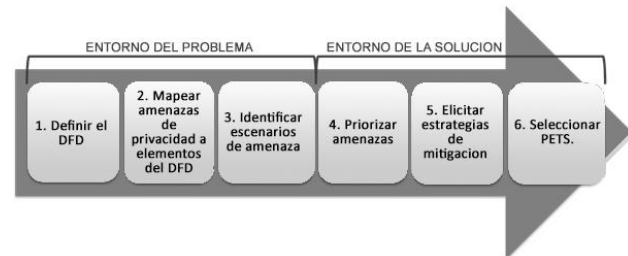 ENTORNO DEL PROBLEMA
ENTORNO DE LA SOLUCION
1. Definir el
DFD
2. Mapear
amenazas
de
privacidad a
elementos
del DFD
3. Identificar
escenarios
de amenaza
4. Priorizar
amenazas
5. Elicitar
estrategias
de
mitigacion
6. Seleccionar
PETS.